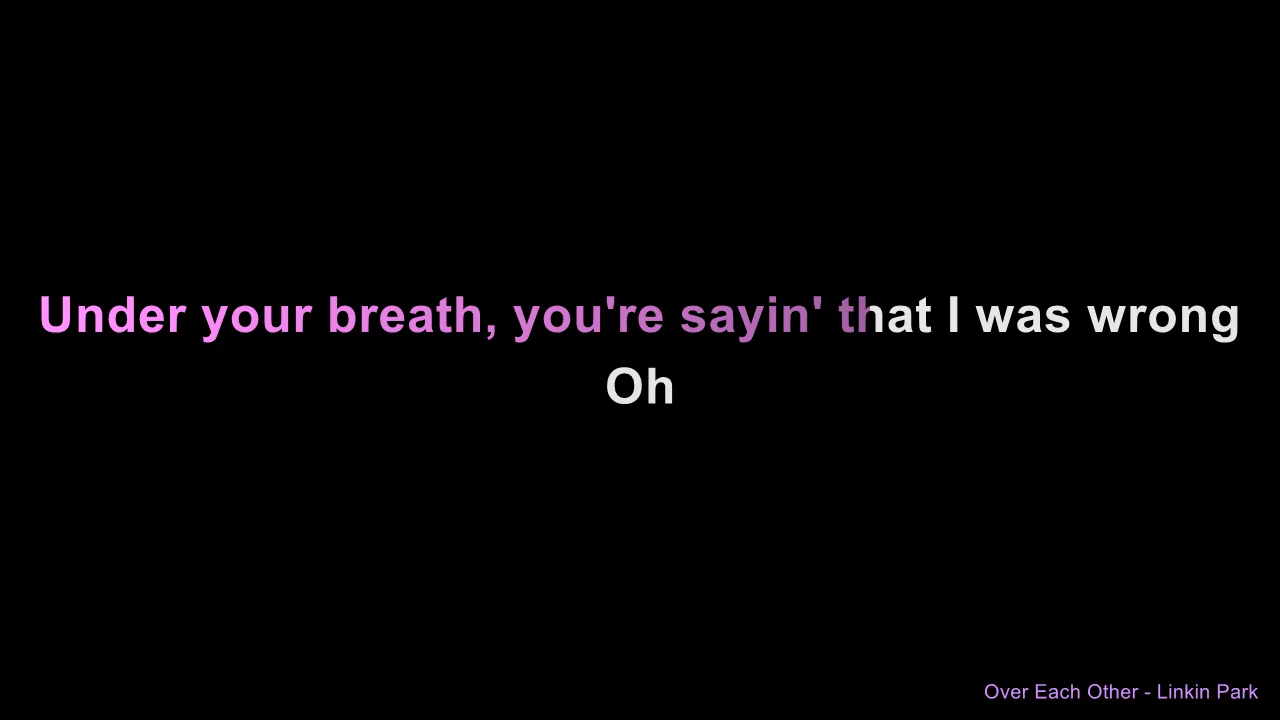 Under your breath, you're sayin' that I was wrong
Oh
Over Each Other - Linkin Park